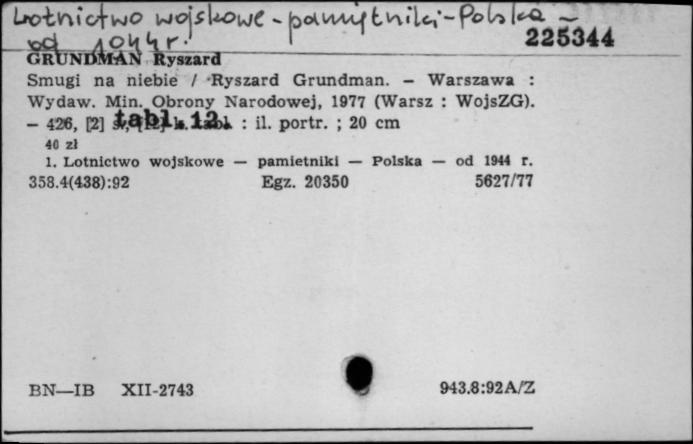 Lotnictwo wojskowe - pamiętniki - Polska -
od 1944 r.
225344
GRUNDMAN Ryszard
Smugi na niebie / Ryszard Grundman. — Warszawa :
Wydaw. Min. Obrony Narodowej, 1977 (Warsz : WojsZG).
— 426, [2] tabl.12. : il. portr. ; 20 cm
40 zł
1. Lotnictwo wojskowe — pamietniki — Polska — od 1944 r.
358.4(438):92 Egz. 20350 5627/77
BN—IB XII-2743 943.8:92A/Z